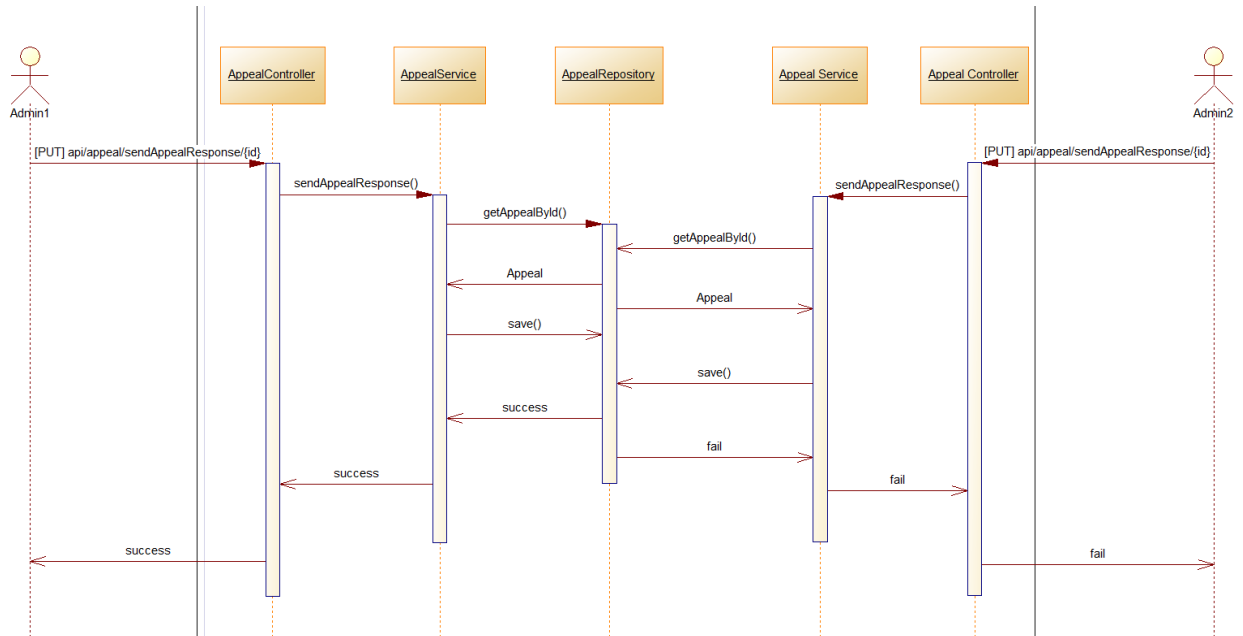 AppealController
AppealService
AppealRepository
Appeal Service
Appeal Controller
Admin1
Admin2
[PUT] api/appeal/sendAppealResponse/{id}
[PUT] api/appeal/sendAppealResponse/{id}
sendAppealResponse()
sendAppealResponse()
getAppealById()
getAppealById()
Appeal
Appeal
save()
save()
success
fail
success
fail
success
fail